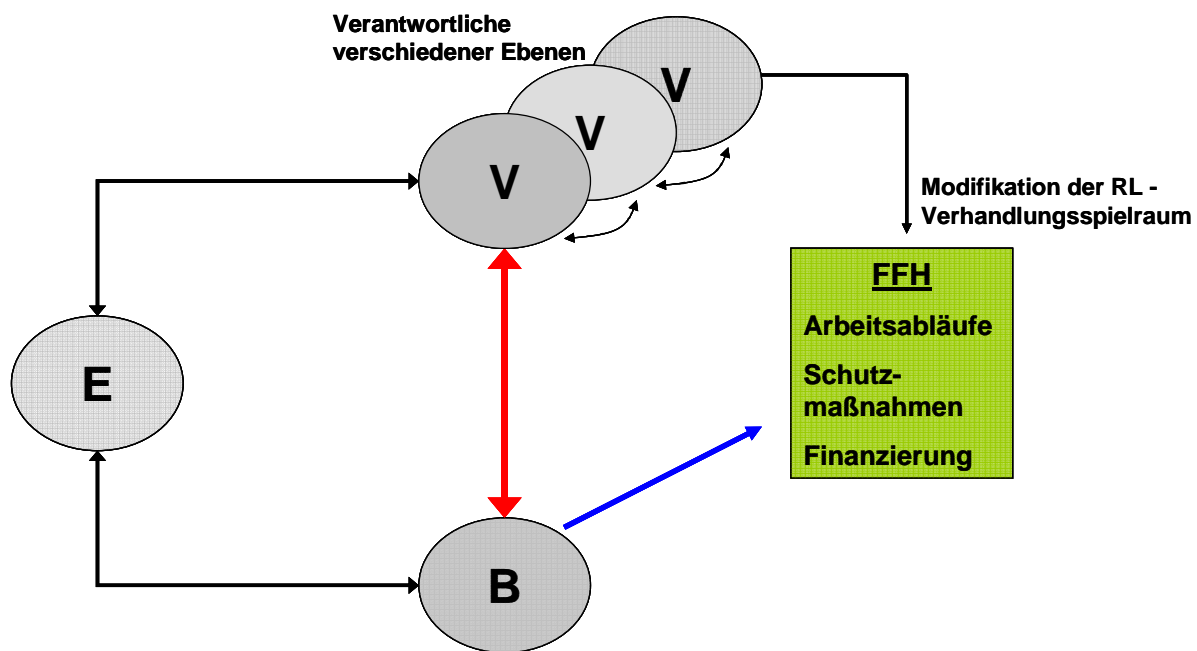 Verantwortliche
verschiedener Ebenen
V
V
V
Modifikation der RL -
Verhandlungsspielraum
FFH
Arbeitsabläufe
Schutz-
maßnahmen
Finanzierung
E
B